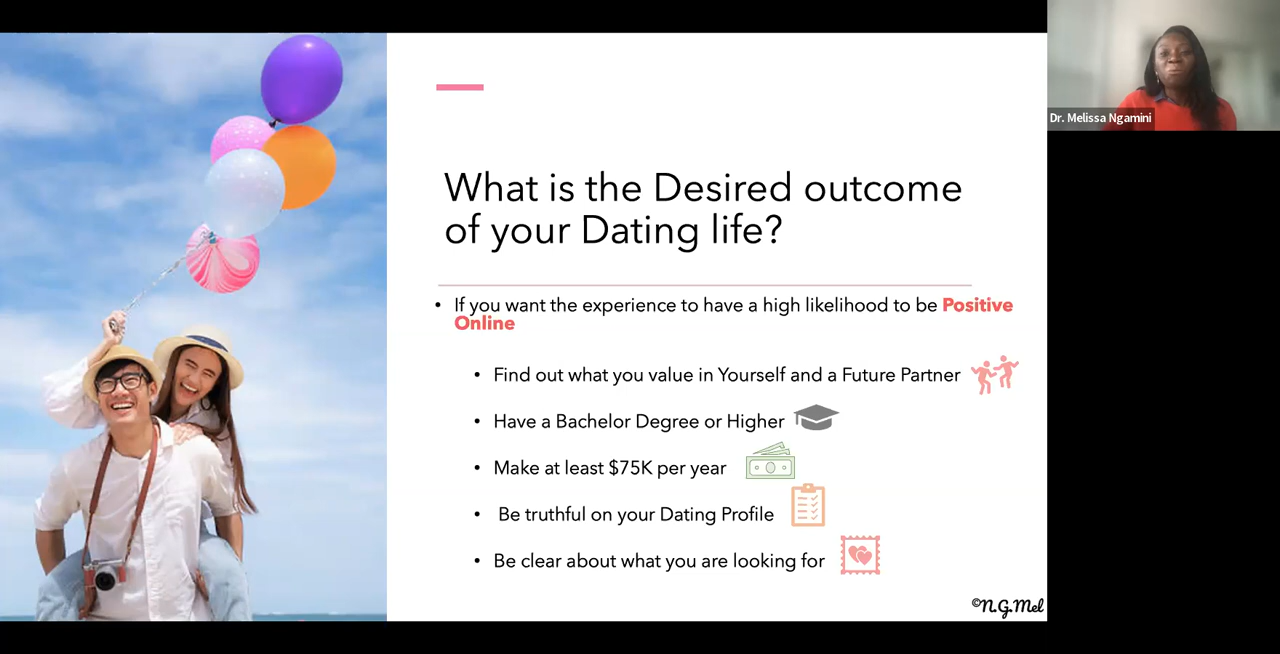 Dr. Melissa Ngamini
What is the Desired outcome
of your Dating life?
• If you want the experience to have a high likelihood to be Positive
Online
• Find out what you value in Yourself and a Future Partner
• Have a Bachelor Degree or Higher
• Make at least $75K per year
• Be truthful on your Dating Profile
• Be clear about what you are looking for
©N.G.Mel